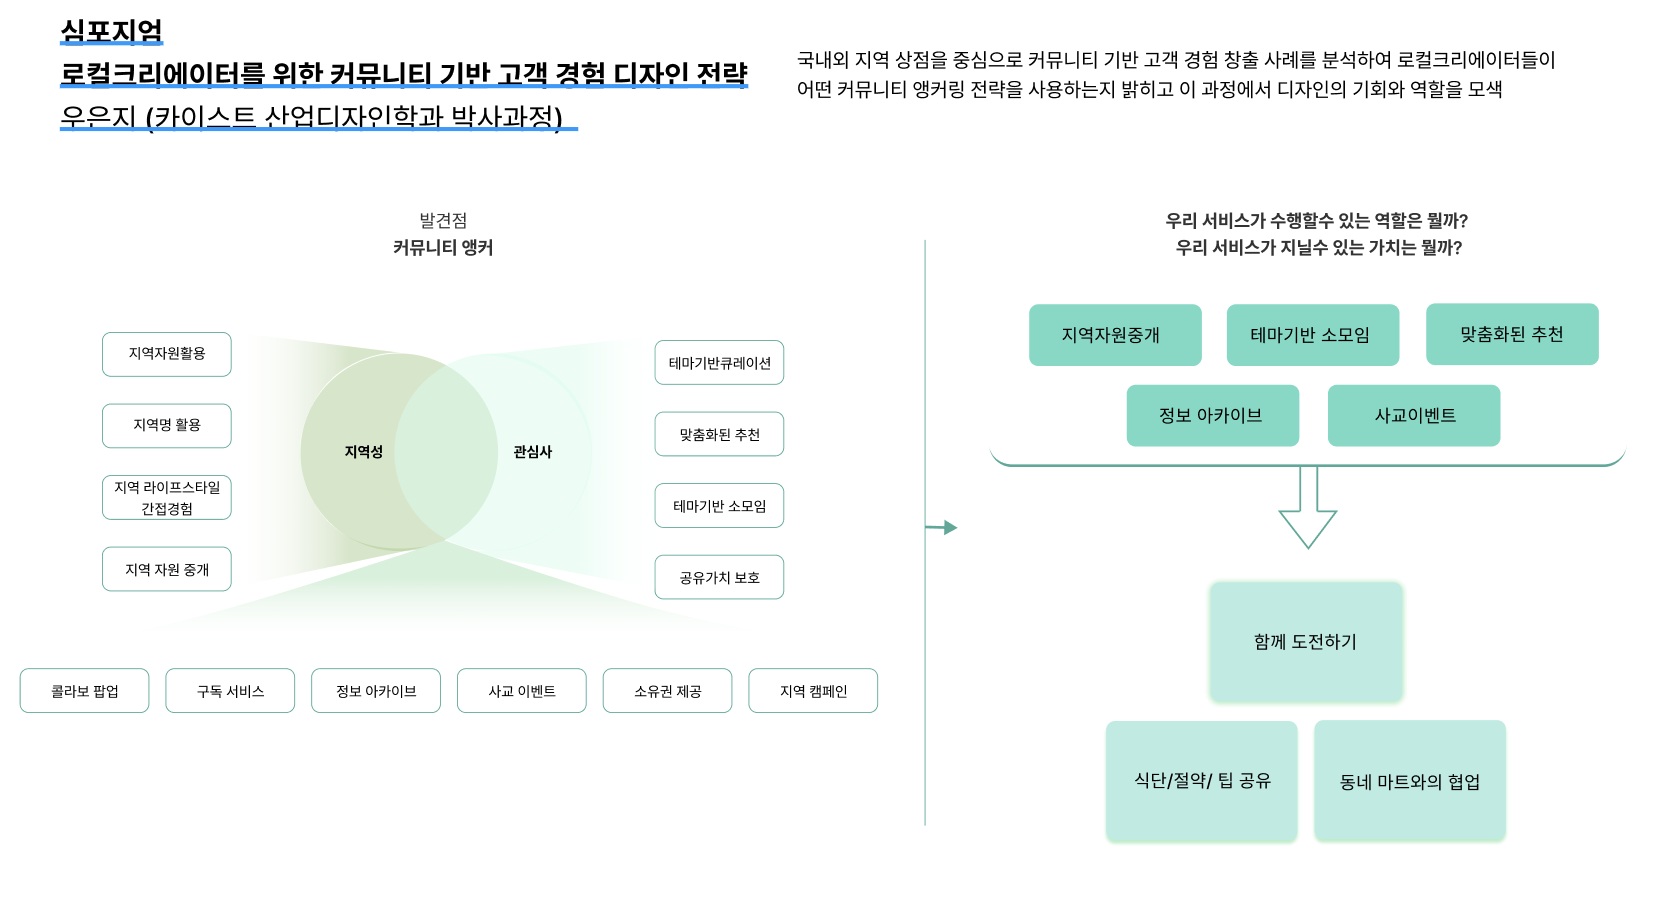 심포지엄
로컬크리에이터를 위한 커뮤니티 기반 고객 경험 디자인 전략
우은지 (카이스트 산업디자인학과 박사과정)
국내외 지역 상점을 중심으로 커뮤니티 기반 고객 경험 창출 사례를 분석하여 로컬크리에이터들이
어떤 커뮤니티 앵커링 전략을 사용하는지 밝히고 이 과정에서 디자인의 기회와 역할을 모색
발견점
커뮤니티 앵커
지역자원활용
지역명 활용
지역 라이프스타일
간접경험
지역 자원 중개
지역성
관심사
테마기반큐레이션
맞춤화된 추천
테마기반 소모임
공유가치 보호
콜라보 팝업
구독 서비스
정보 아카이브
사교 이벤트
소유권 제공
지역 캠페인
우리 서비스가 수행할수 있는 역할은 뭘까?
우리 서비스가 지닐수 있는 가치는 뭘까?
지역자원중개
테마기반 소모임
맞춤화된 추천
정보 아카이브
사교이벤트
함께 도전하기
식단/절약/ 팁 공유
동네 마트와의 협업